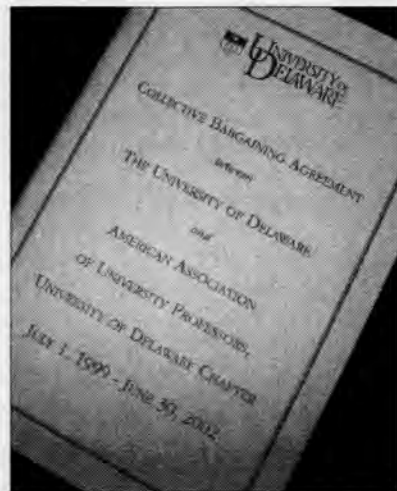 UNIVERSITY OF
DELAWARE
COLLECTIVE BARGAINING AGREEMENT
between
THE UNIVERSITY OF DELAWARE
and
AMERICAN ASSOCIATION
OF UNIVERSITY PROFESSORS,
UNIVERSITY OF DELAWARE CHAPTER
JULY 1, 1999 - JUNE 30, 2002